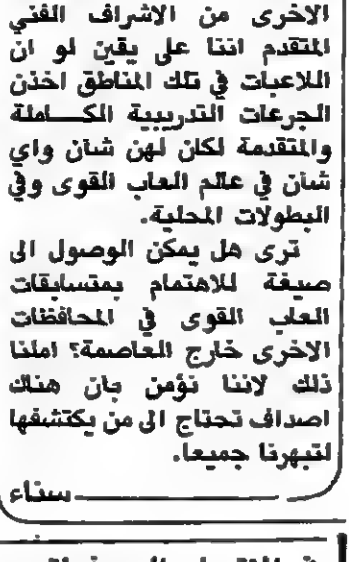 الاخرى من الاشراف الفني
المتقدم اننا على يقين لو ان
اللاعبات في تلك المناطق اخذن
الجرعات التدريبية الكـــاملة
والمتقدمة لكان لهن شان واي
شان في عالم العاب القوى وفي
البطولات المحلية.
ترى هل يمكن الوصول الى
صيغة للاهتمام بمتسابقات
العاب القوى في المحافظات
الاخرى خارج العاصمة؟ املنا
ذلك لاننا نؤمن بان هناك
اصداف تحتاج الى من يكتشفها
لتبهرنا جميعا.
سناء